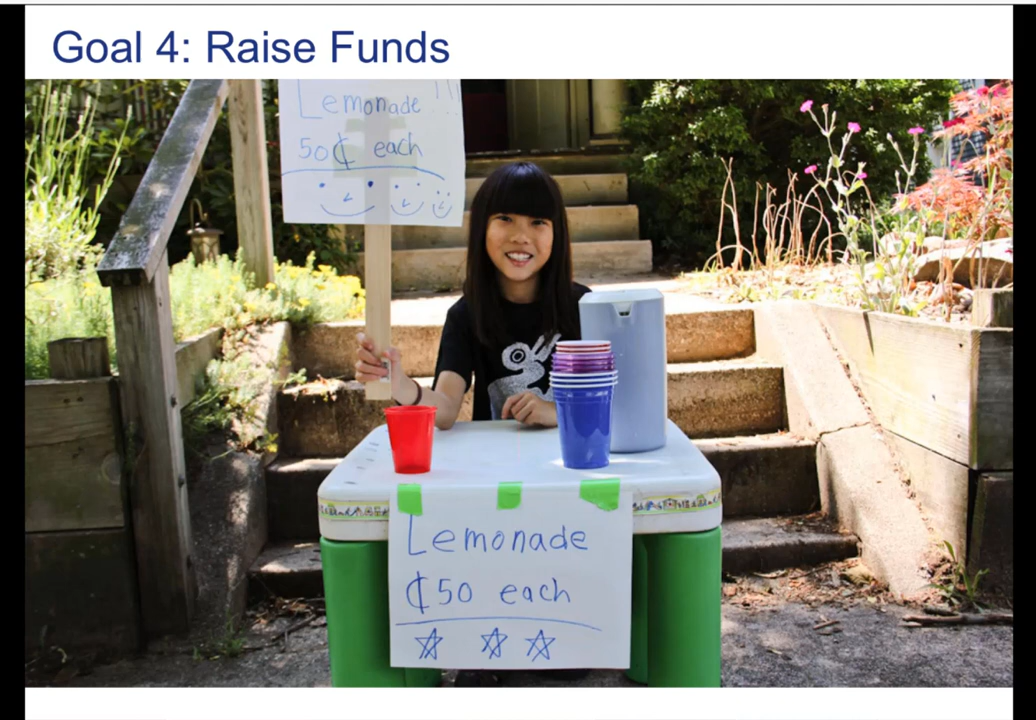 Goal 4: Raise Funds
Lemonade !!!
50¢ each
Lemonade
¢50 each